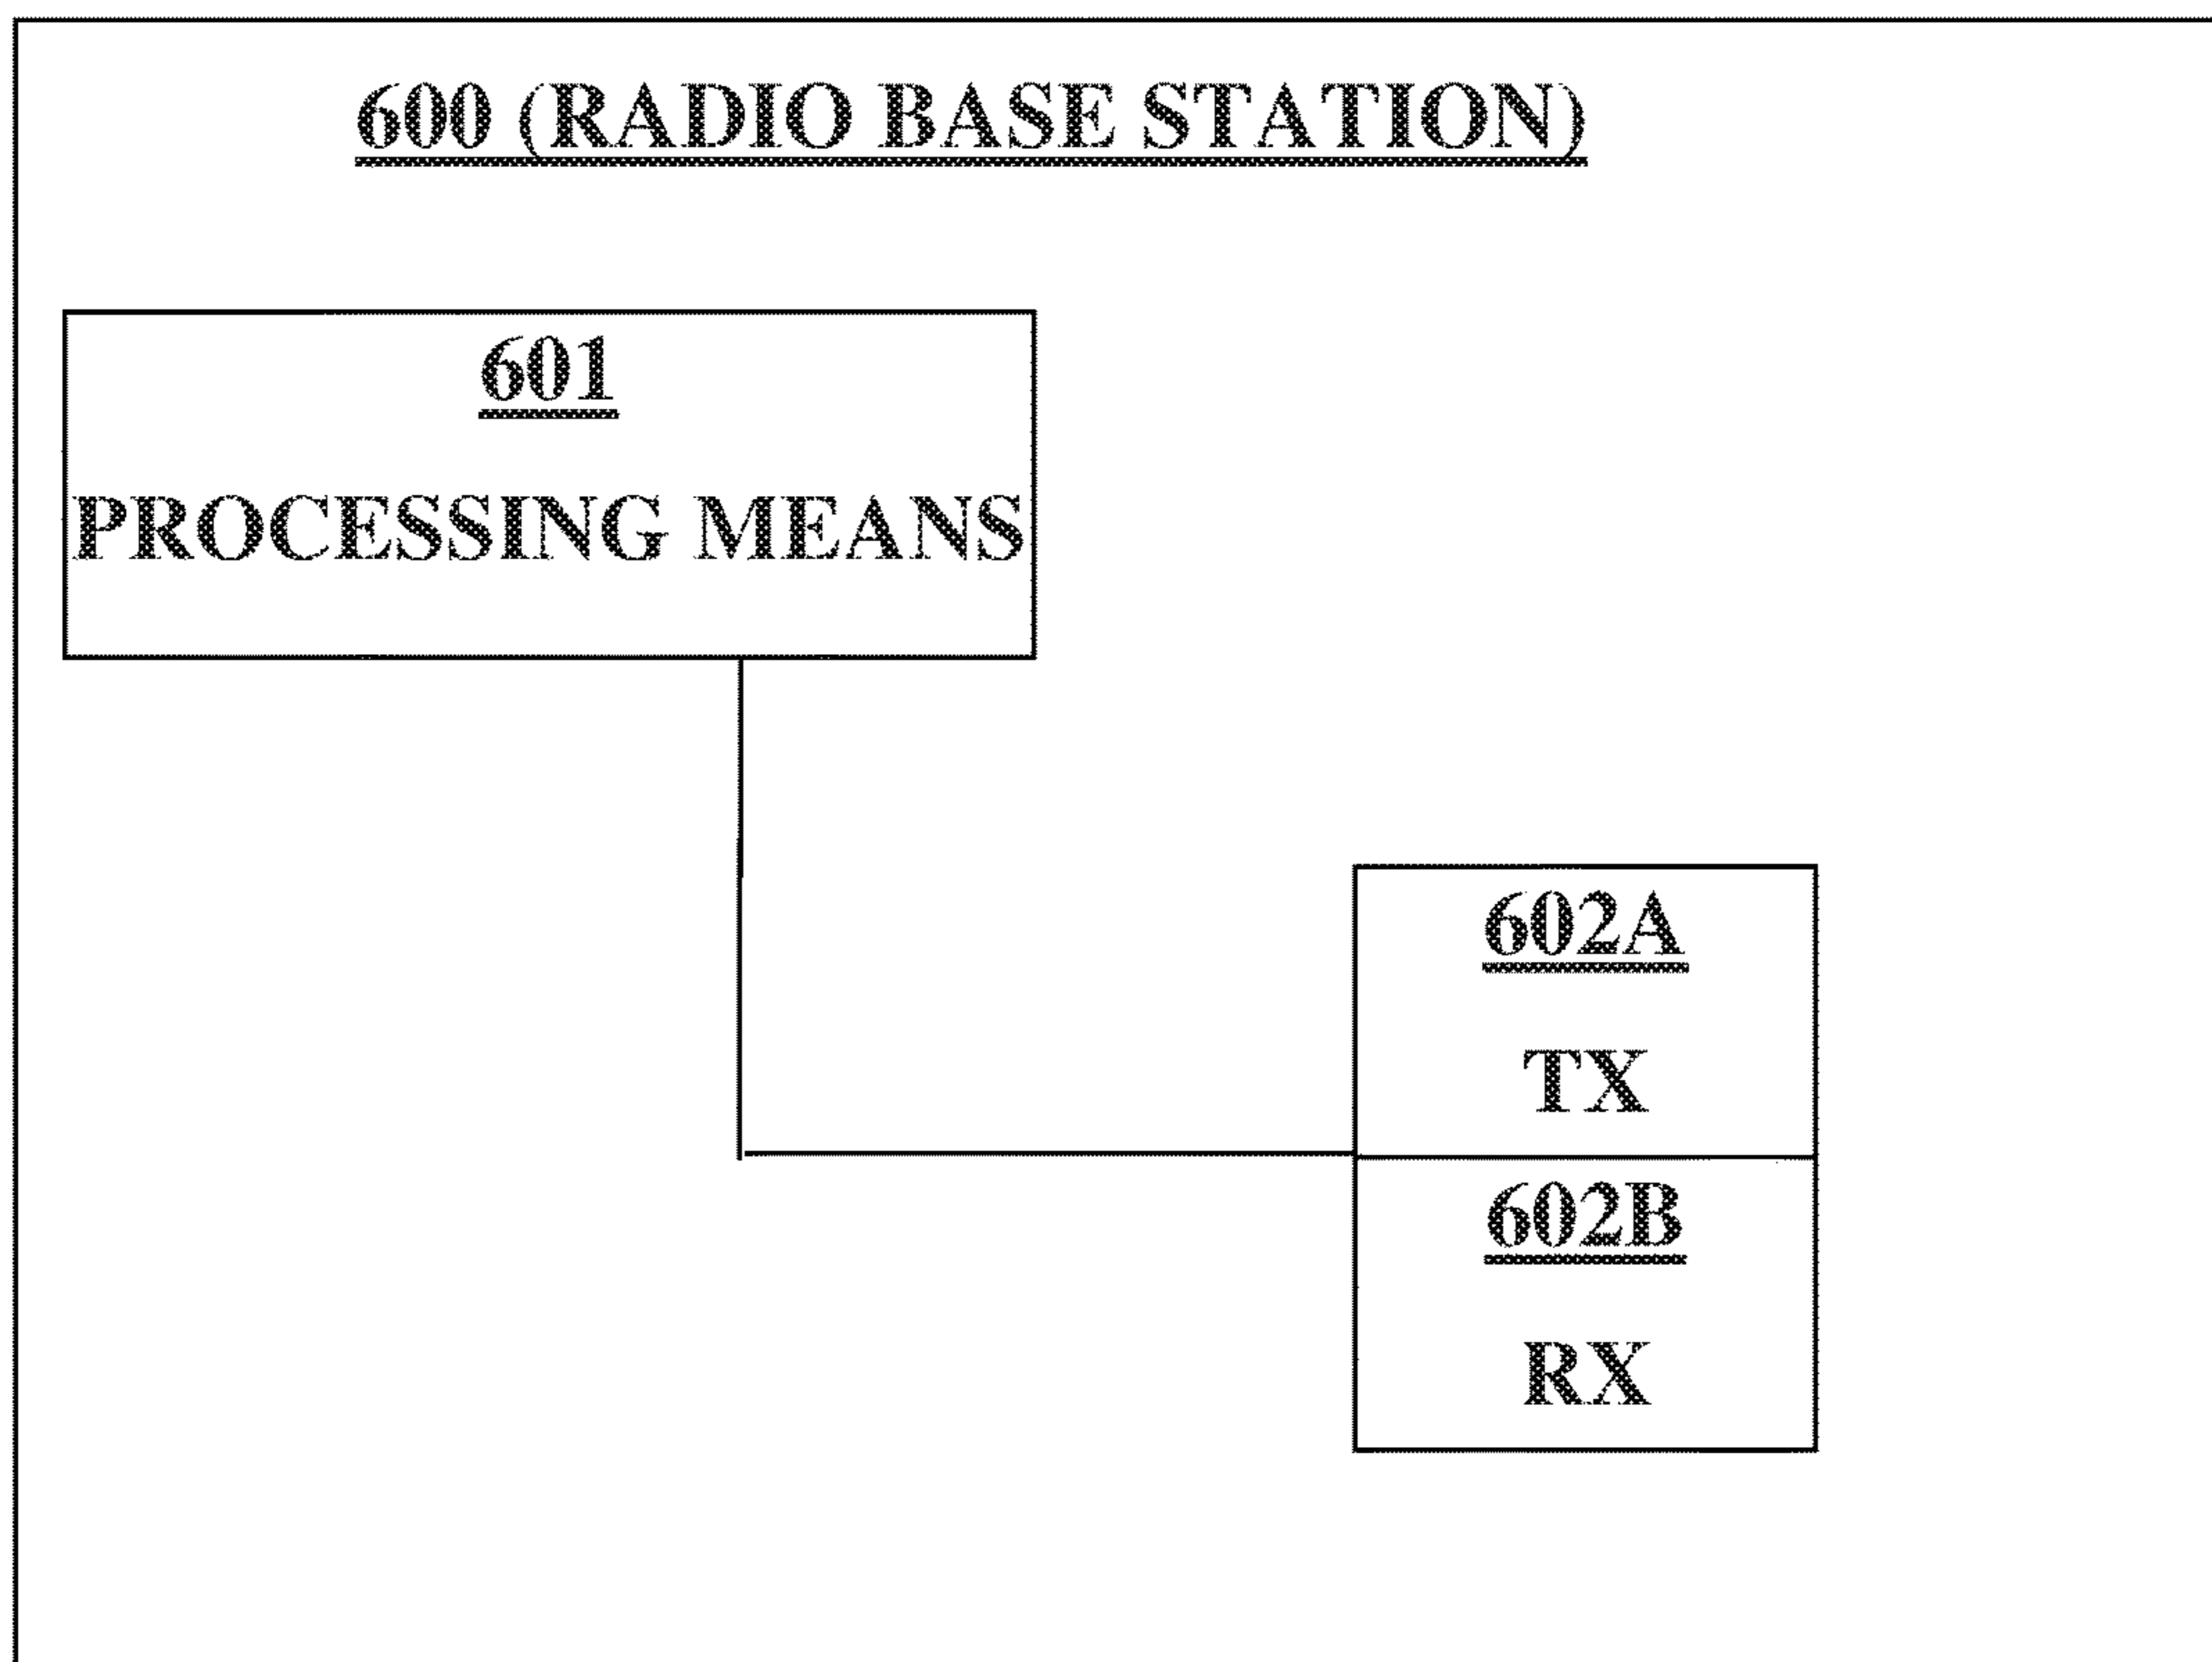 600 (RADIO BASE STATION)
601
PROCESSING MEANS
602A
TX
602B
RX